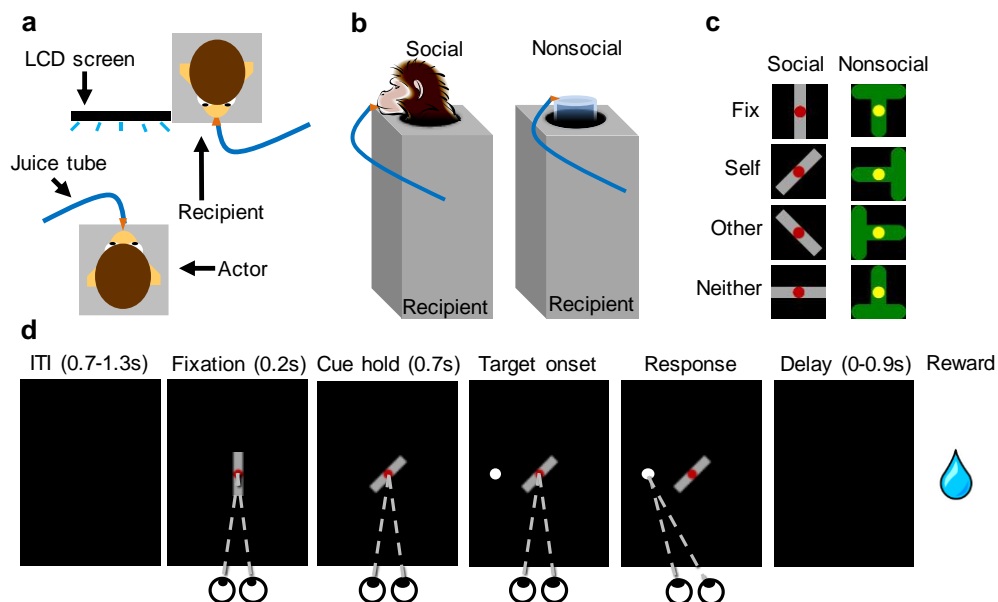 a
LCD screen
Juice tube
Recipient
Actor
b
Social
Nonsocial
Recipient
Recipient
c
Social
Nonsocial
Fix
Self
Other
Neither
d
ITI (0.7-1.3s)
Fixation (0.2s)
Cue hold (0.7s)
Target onset
Response
Delay (0-0.9s)
Reward